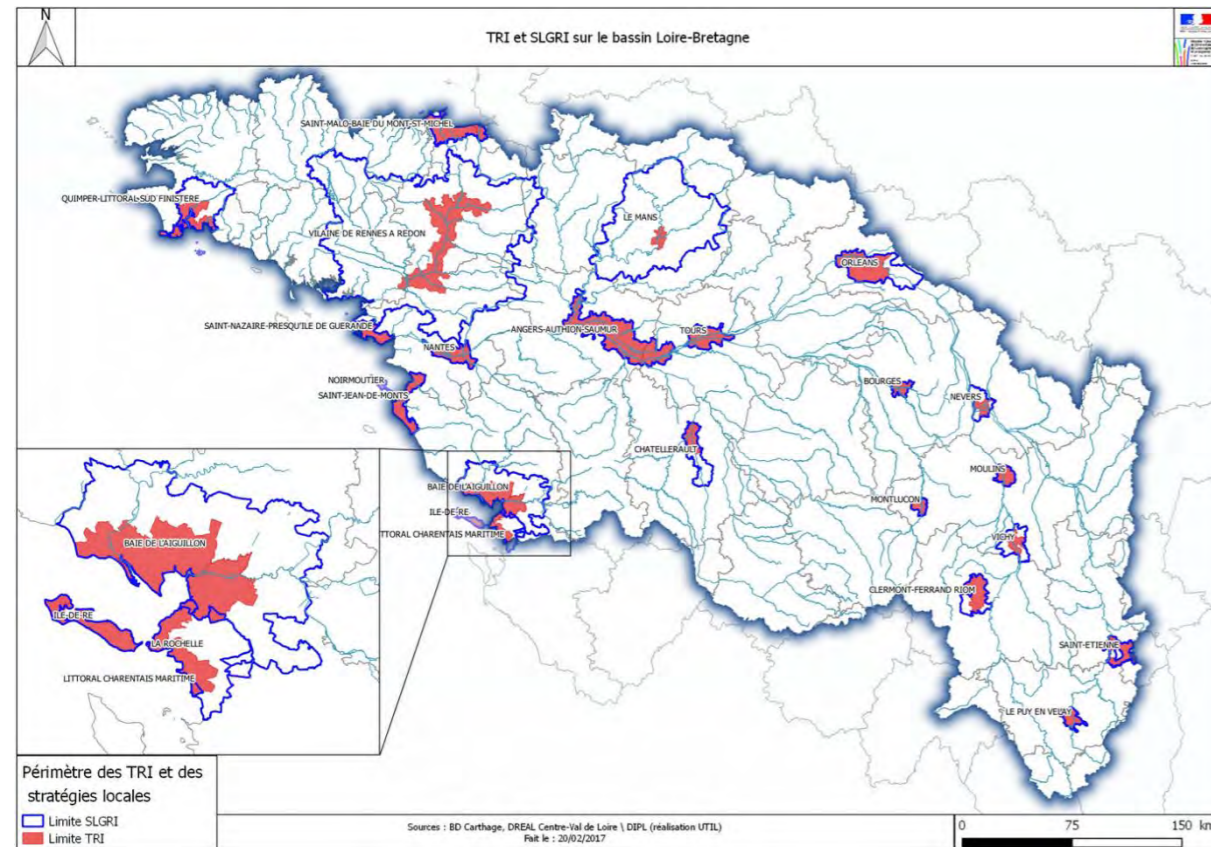 N
TRI et SLGRI sur le bassin Loire-Bretagne
SAINT-MALO-BAIE DU MONT-ST-MICHEL
QUIMPER-LITTORAL-SUD FINISTERE
LE MANS
VILAINE DE RENNES A REDON
ORLEANS
SAINT-NAZAIRE-PRESQU'ILE DE GUERANDE
ANGERS-AUTHION-SAUMUR
TOURS
NANTES
NOIRMOUTIER
SAINT-JEAN-DE-MONTS
BOURGES
NEVERS
CHATELLERAULT
MOULINS
MONTLUCON
BAIE DE L'AIGUILLON
ILE-DE-RE
TTORAL CHARENTAIS MARITIME
VICHY
CLERMONT-FERRAND RIOM
SAINT-ETIENNE
LE PUY EN VELAY
BAIE DE L'AIGUILLON
ILE-DE-RE
LA ROCHELLE
LITTORAL CHARENTAIS MARITIME
Périmètre des TRI et des
stratégies locales
Limite SLGRI
Limite TRI
Sources : BD Carthage, DREAL Centre-Val de Loire \ DIPL (réalisation UTIL)
Fait le : 20/02/2017
0 75 150 km